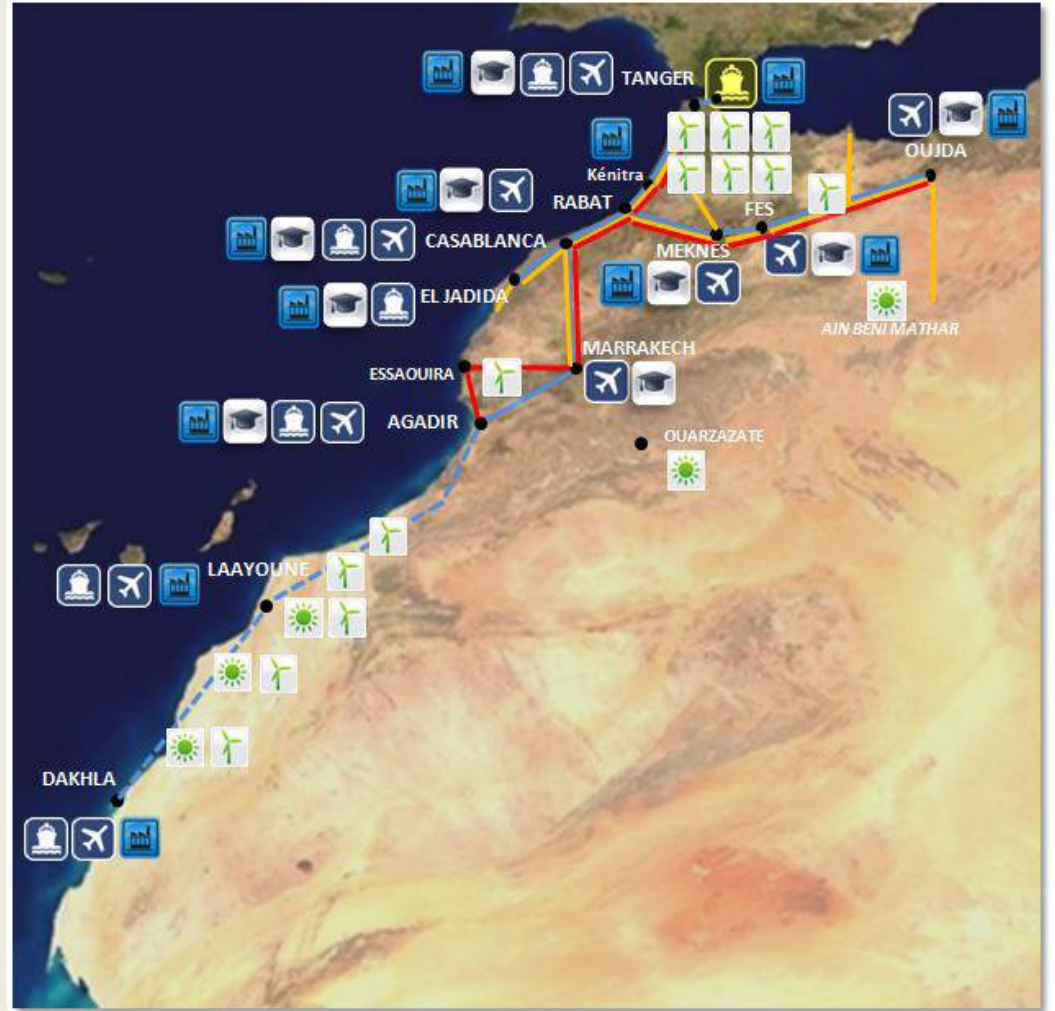 TANGER
OUJDA
Kénitra
RABAT
FES
CASABLANCA
MEKNES
EL JADIDA
AIN BENI MATHAR
MARRAKECH
ESSAOUIRA
AGADIR
OUARZAZATE
LAAYOUNE
DAKHLA